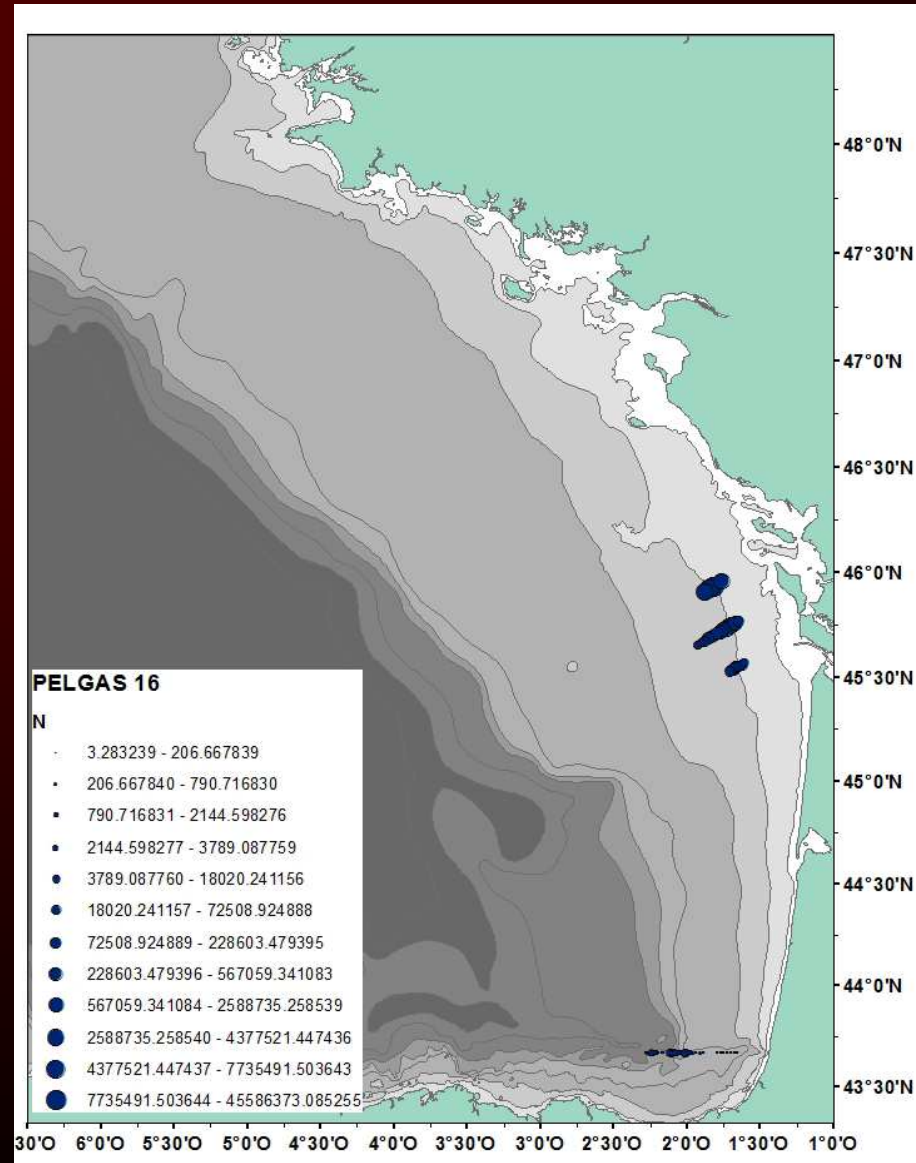 48°0'N
47°30'N
47°0'N
46°30'N
46°0'N
45°30'N
45°0'N
44°30'N
44°0'N
43°30'N
PELGAS 16
N
3.283239 - 206.667839
206.667840 - 790.716830
790.716831 - 2144.598276
2144.598277 - 3789.087759
3789.087760 - 18020.241156
18020.241157 - 72508.924888
72508.924889 - 228603.479395
228603.479396 - 567059.341083
567059.341084 - 2588735.258539
2588735.258540 - 4377521.447436
4377521.447437 - 7735491.503643
7735491.503644 - 45586373.085255
30'O 6°0'O 5°30'O 5°0'O 4°30'O 4°0'O 3°30'O 3°0'O 2°30'O 2°0'O 1°30'O 1°0'O